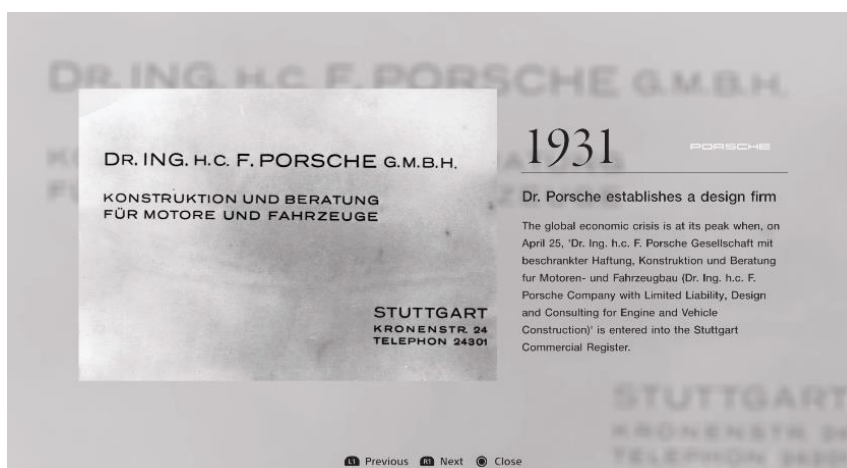 DR. ING. H.C. F. PORSCHE G.M.B.H.
KONSTRUKTION UND BERATUNG
FÜR MOTORE UND FAHRZEUGE
STUTTGART
KRONENSTR. 24
TELEPHON 24301
1931
PORSCHE
Dr. Porsche establishes a design firm
The global economic crisis is at its peak when, on
April 25, 'Dr. Ing. h.c. F. Porsche Gesellschaft mit
beschrankter Haftung, Konstruktion und Beratung
fur Motoren- und Fahrzeugbau (Dr. Ing. h.c. F.
Porsche Company with Limited Liability, Design
and Consulting for Engine and Vehicle
Construction)' is entered into the Stuttgart
Commercial Register.
L1 Previous R1 Next Close